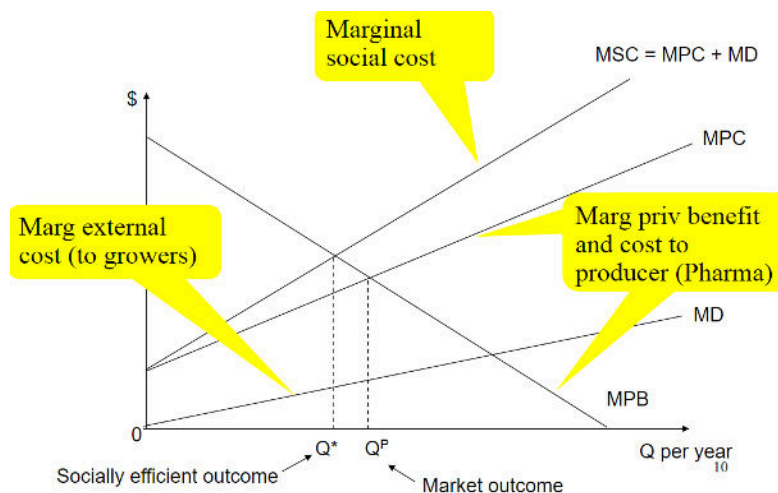 Marginal
social cost
MSC = MPC + MD
$
MPC
Marg external
cost (to growers)
Marg priv benefit
and cost to
producer (Pharma)
MD
MPB
0
Q*
Qᴾ
Q per year
10
Socially efficient outcome
Market outcome